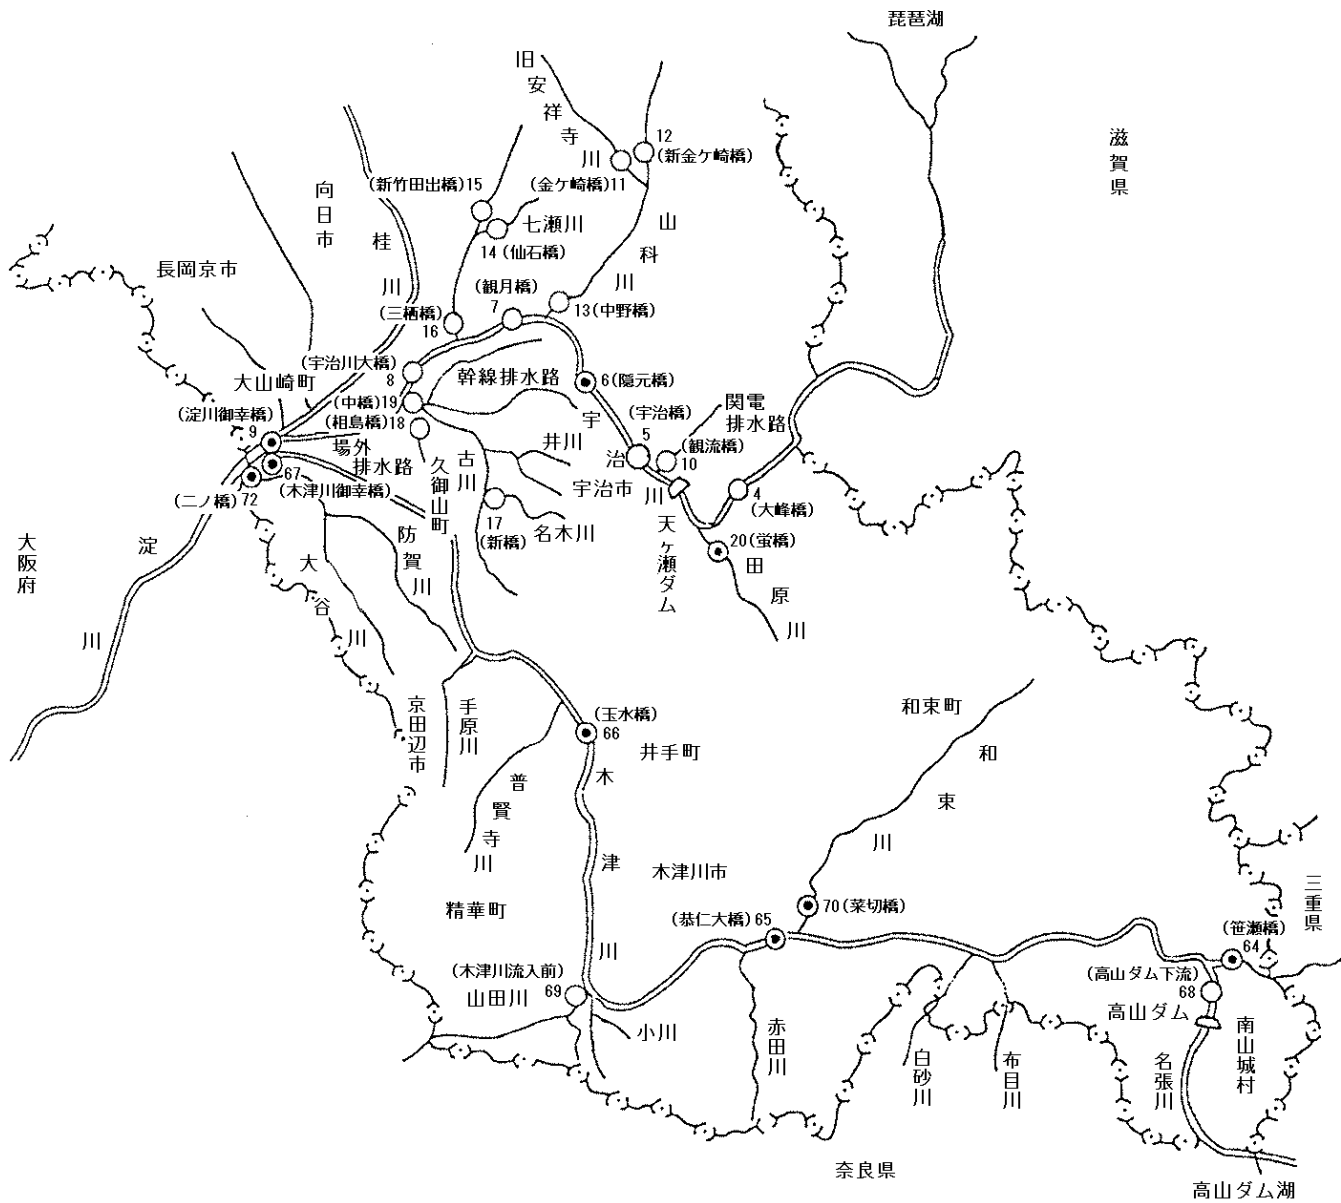 琵琶湖
滋賀県
旧安祥寺川
12
(新金ケ崎橋)
(金ケ崎橋)11
(新竹田出橋)15
向日市
桂川
七瀬川
14(仙石橋)
山科川
長岡京市
(観月橋)
7
13(中野橋)
(三栖橋)
16
(宇治川大橋)
8
幹線排水路
6(隠元橋)
大山崎町
(中橋)19
(淀川御幸橋)
9
(相島橋)18
宇治川
(宇治橋)
5
関電
排水路
(観流橋)
10
場外
排水路
井川
古川
久御山町
宇治市
67
(木津川御幸橋)
(二ノ橋)
72
17
(新橋)
名木川
4
(大峰橋)
天ヶ瀬ダム
20(蛍橋)
田原川
大阪府
淀川
大谷川
防賀川
京田辺市
手原川
(玉水橋)
66
井手町
和束町
和束川
普賢寺川
木津川
木津川市
精華町
70(菜切橋)
(恭仁大橋)65
三重県
(笹瀬橋)
64
(木津川流入前)
69
山田川
(高山ダム下流)
68
高山ダム
小川
赤田川
白砂川
布目川
名張川
南山城村
奈良県
高山ダム湖